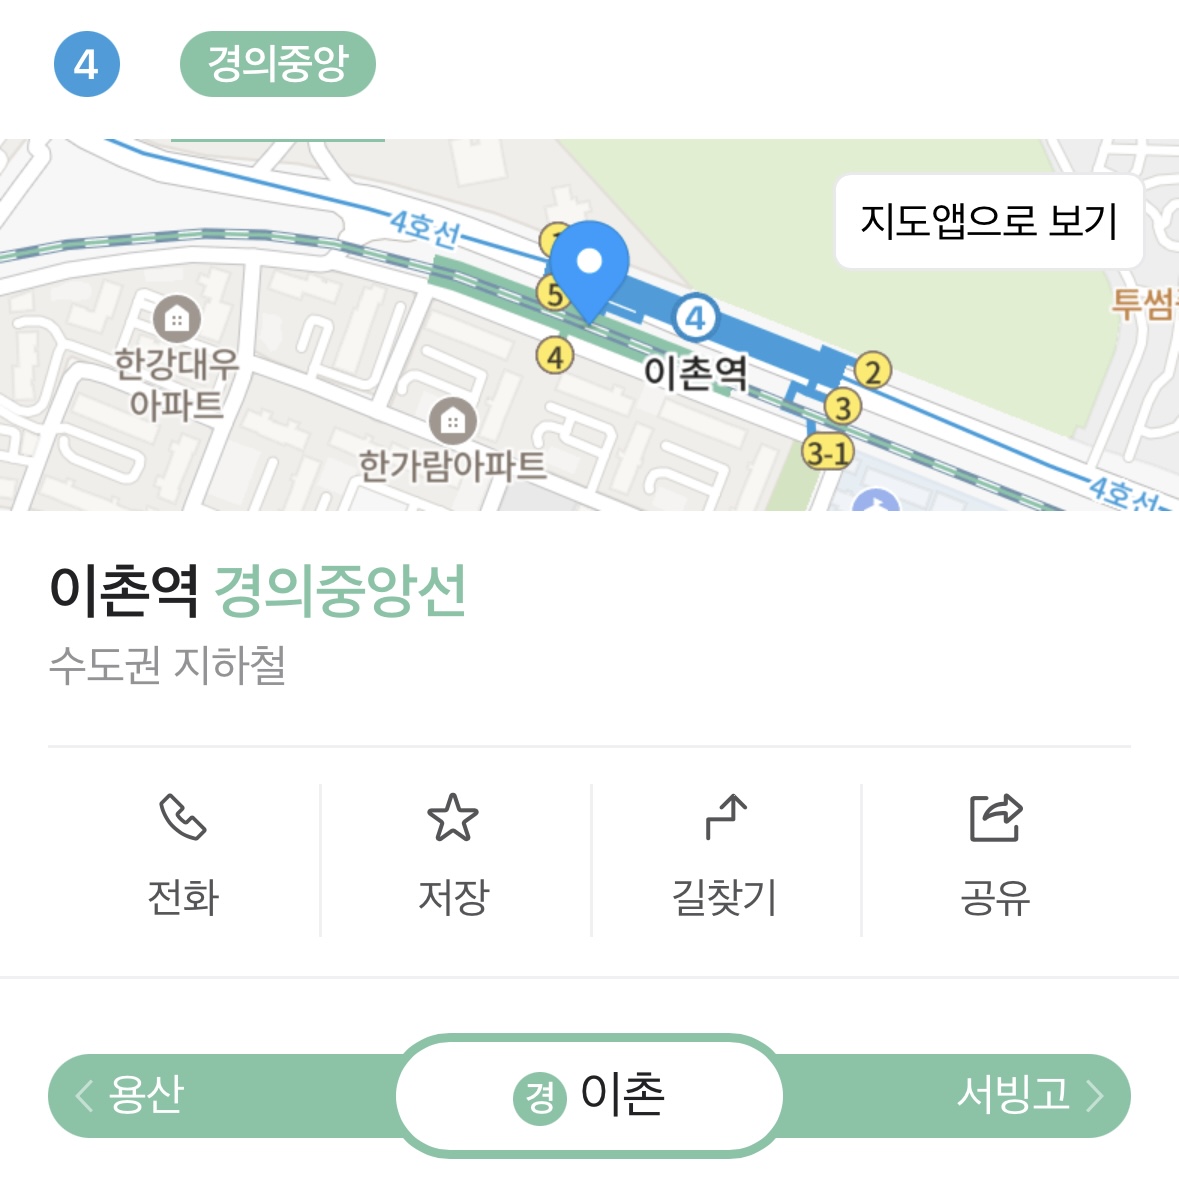 4 경의중앙
지도앱으로 보기
4호선
5
4
4
이촌역
2
3
3-1
한강대우
아파트
한가람아파트
4호선
이촌역 경의중앙선
수도권 지하철
전화 저장 길찾기 공유
용산 경 이촌 서빙고